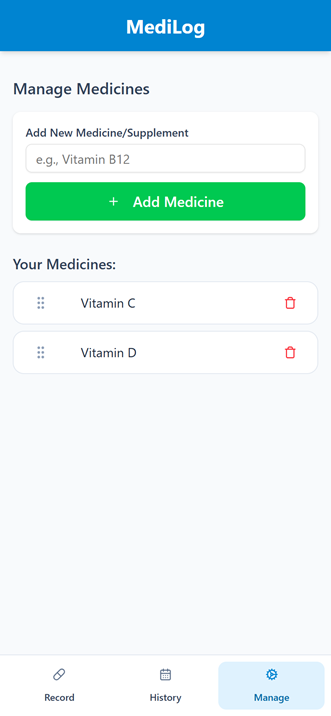 MediLog
Manage Medicines
Add New Medicine/Supplement
e.g., Vitamin B12
+ Add Medicine
Your Medicines:
Vitamin C
Vitamin D
Record
History
Manage